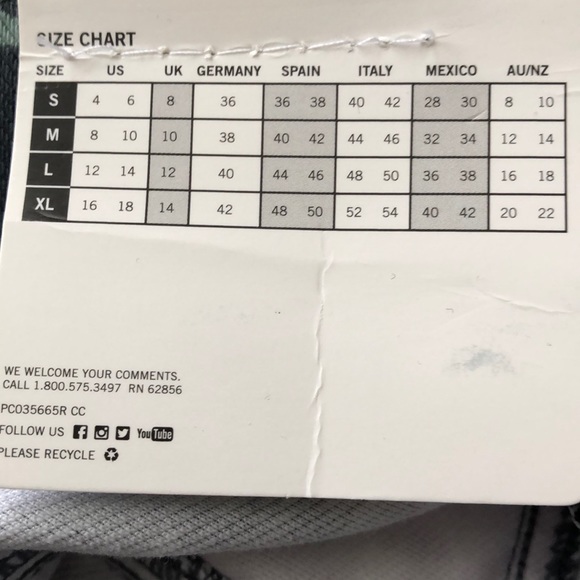 SIZE CHART
SIZE US UK GERMANY SPAIN ITALY MEXICO AU/NZ
S 4 6 8 36 36 38 40 42 28 30 8 10
M 8 10 10 38 40 42 44 46 32 34 12 14
L 12 14 12 40 44 46 48 50 36 38 16 18
XL 16 18 14 42 48 50 52 54 40 42 20 22
WE WELCOME YOUR COMMENTS.
CALL 1.800.575.3497 RN 62856
PC035665R CC
FOLLOW US YouTube
PLEASE RECYCLE